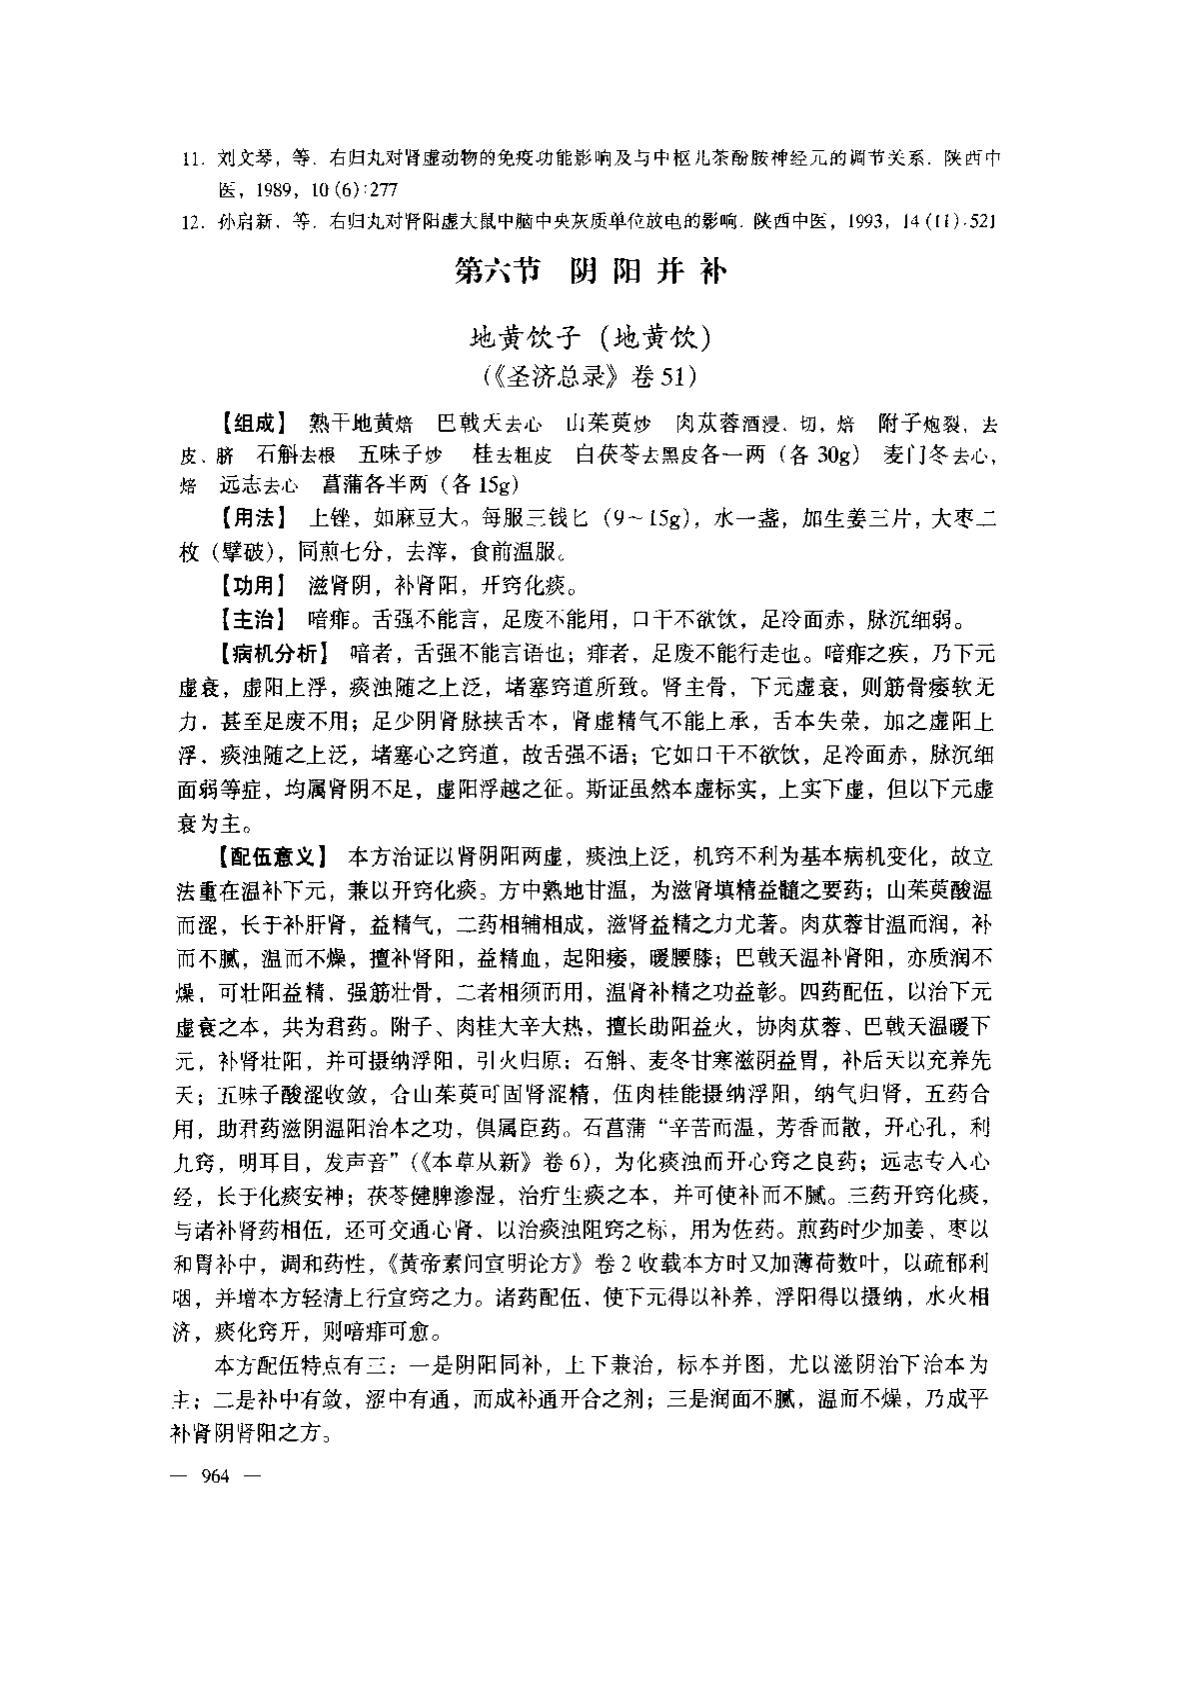 11. 刘文琴，等. 右归丸对肾虚动物的免疫功能影响及与中枢儿茶酚胺神经元的调节关系. 陕西中
医，1989，10 (6):277
12. 孙启新，等. 右归丸对肾阳虚大鼠中脑中央灰质单位放电的影响. 陕西中医，1993，14 (11):521
第六节 阴阳并补
地黄饮子（地黄饮）
（《圣济总录》卷 51）
【组成】 熟干地黄焙 巴戟天去心 山茱萸炒 肉苁蓉酒浸、切，焙 附子炮裂，去
皮、脐 石斛去根 五味子炒 桂去粗皮 白茯苓去黑皮各一两（各 30g） 麦门冬去心，
焙 远志去心 菖蒲各半两（各 15g）
【用法】 上锉，如麻豆大。每服三钱匕（9～15g），水一盏，加生姜三片，大枣二
枚（擘破），同煎七分，去滓，食前温服。
【功用】 滋肾阴，补肾阳，开窍化痰。
【主治】 喑痱。舌强不能言，足废不能用，口干不欲饮，足冷面赤，脉沉细弱。
【病机分析】 喑者，舌强不能言语也；痱者，足废不能行走也。喑痱之疾，乃下元
虚衰，虚阳上浮，痰浊随之上泛，堵塞窍道所致。肾主骨，下元虚衰，则筋骨痿软无
力，甚至足废不用；足少阴肾脉挟舌本，肾虚精气不能上承，舌本失荣，加之虚阳上
浮，痰浊随之上泛，堵塞心之窍道，故舌强不语；它如口干不欲饮，足冷面赤，脉沉细
面弱等症，均属肾阴不足，虚阳浮越之征。斯证虽然本虚标实，上实下虚，但以下元虚
衰为主。
【配伍意义】 本方治证以肾阴阳两虚，痰浊上泛，机窍不利为基本病机变化，故立
法重在温补下元，兼以开窍化痰。方中熟地甘温，为滋肾填精益髓之要药；山茱萸酸温
而涩，长于补肝肾，益精气，二药相辅相成，滋肾益精之力尤著。肉苁蓉甘温而润，补
而不腻，温而不燥，擅补肾阳，益精血，起阳痿，暖腰膝；巴戟天温补肾阳，亦质润不
燥，可壮阳益精，强筋壮骨，二者相须而用，温肾补精之功益彰。四药配伍，以治下元
虚衰之本，共为君药。附子、肉桂大辛大热，擅长助阳益火，协肉苁蓉、巴戟天温暖下
元，补肾壮阳，并可摄纳浮阳，引火归原；石斛、麦冬甘寒滋阴益胃，补后天以充养先
天；五味子酸涩收敛，合山茱萸可固肾涩精，伍肉桂能摄纳浮阳，纳气归肾，五药合
用，助君药滋阴温阳治本之功，俱属臣药。石菖蒲“辛苦而温，芳香而散，开心孔，利
九窍，明耳目，发声音”（《本草从新》卷 6），为化痰浊而开心窍之良药；远志专入心
经，长于化痰安神；茯苓健脾渗湿，治疗生痰之本，并可使补而不腻。三药开窍化痰，
与诸补肾药相伍，还可交通心肾，以治痰浊阻窍之标，用为佐药。煎药时少加姜、枣以
和胃补中，调和药性，《黄帝素问宣明论方》卷 2 收载本方时又加薄荷数叶，以疏郁利
咽，并增本方轻清上行宣窍之力。诸药配伍，使下元得以补养，浮阳得以摄纳，水火相
济，痰化窍开，则喑痱可愈。
本方配伍特点有三：一是阴阳同补，上下兼治，标本并图，尤以滋阴治下治本为
主；二是补中有敛，涩中有通，而成补通开合之剂；三是润面不腻，温而不燥，乃成平
补肾阴肾阳之方。
— 964 —